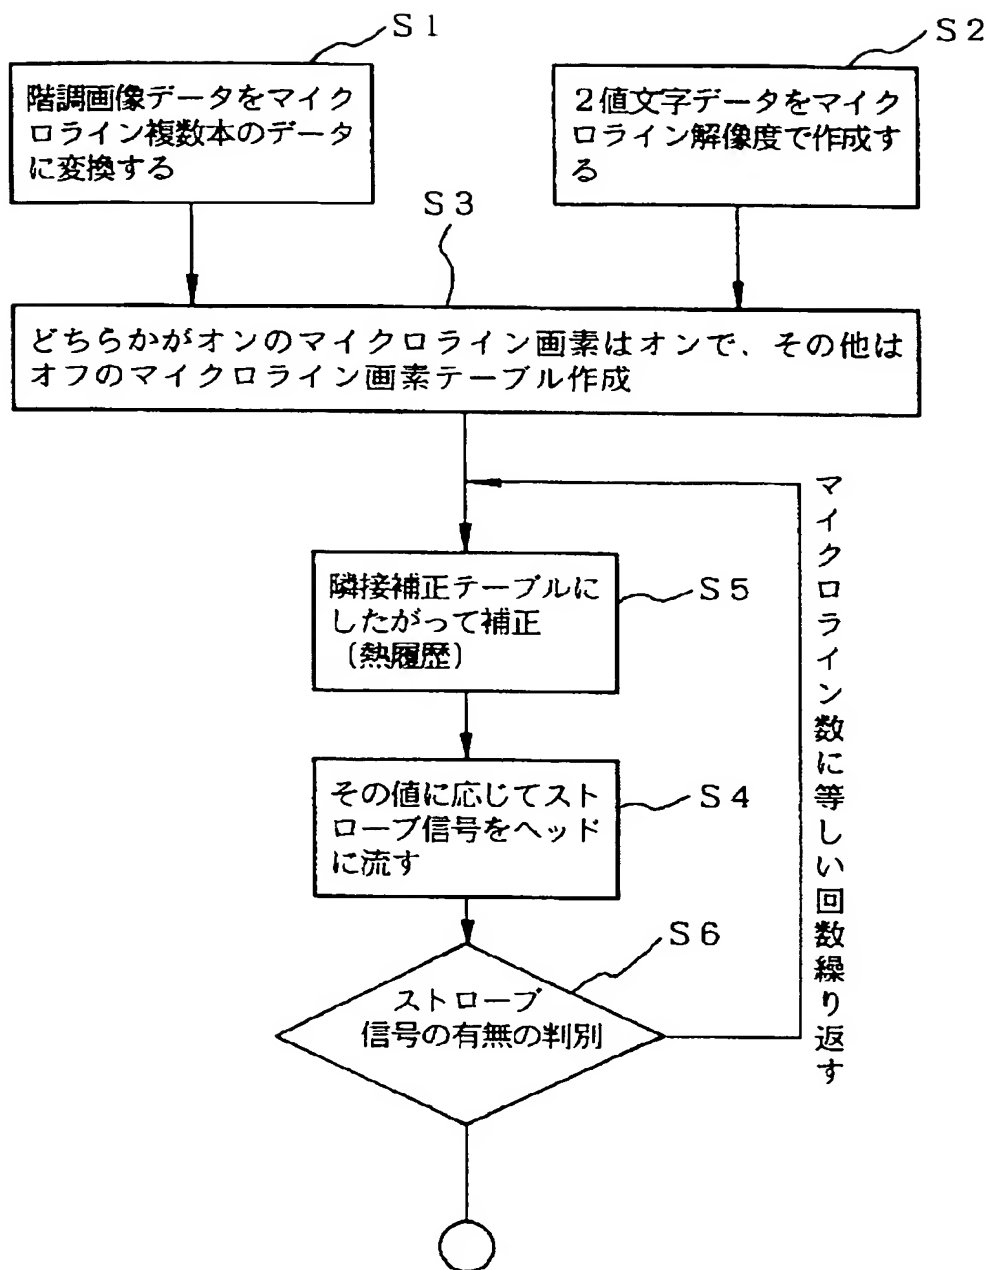 S1
S2
階調画像データをマイク
ロライン複数本のデータ
に変換する
2値文字データをマイク
ロライン解像度で作成す
る
S3
どちらかがオンのマイクロライン画素はオンで、その他は
オフのマイクロライン画素テーブル作成
隣接補正テーブルに
したがって補正
(熱履歴)
S5
その値に応じてスト
ローブ信号をヘッド
に流す
S4
ストローブ
信号の有無の判別
S6
マイクロライン数に等しい回数繰り返す